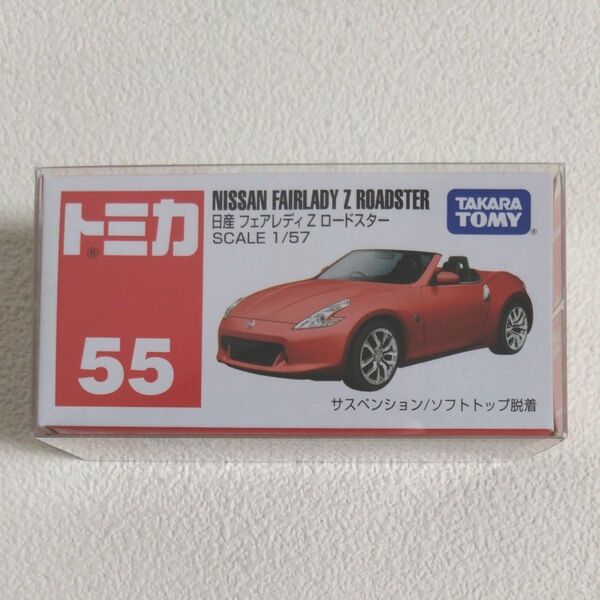 トミカ
®
55
NISSAN FAIRLADY Z ROADSTER
日産 フェアレディ Z ロードスター
SCALE 1/57
TAKARA
TOMY®
サスペンション/ソフトトップ脱着